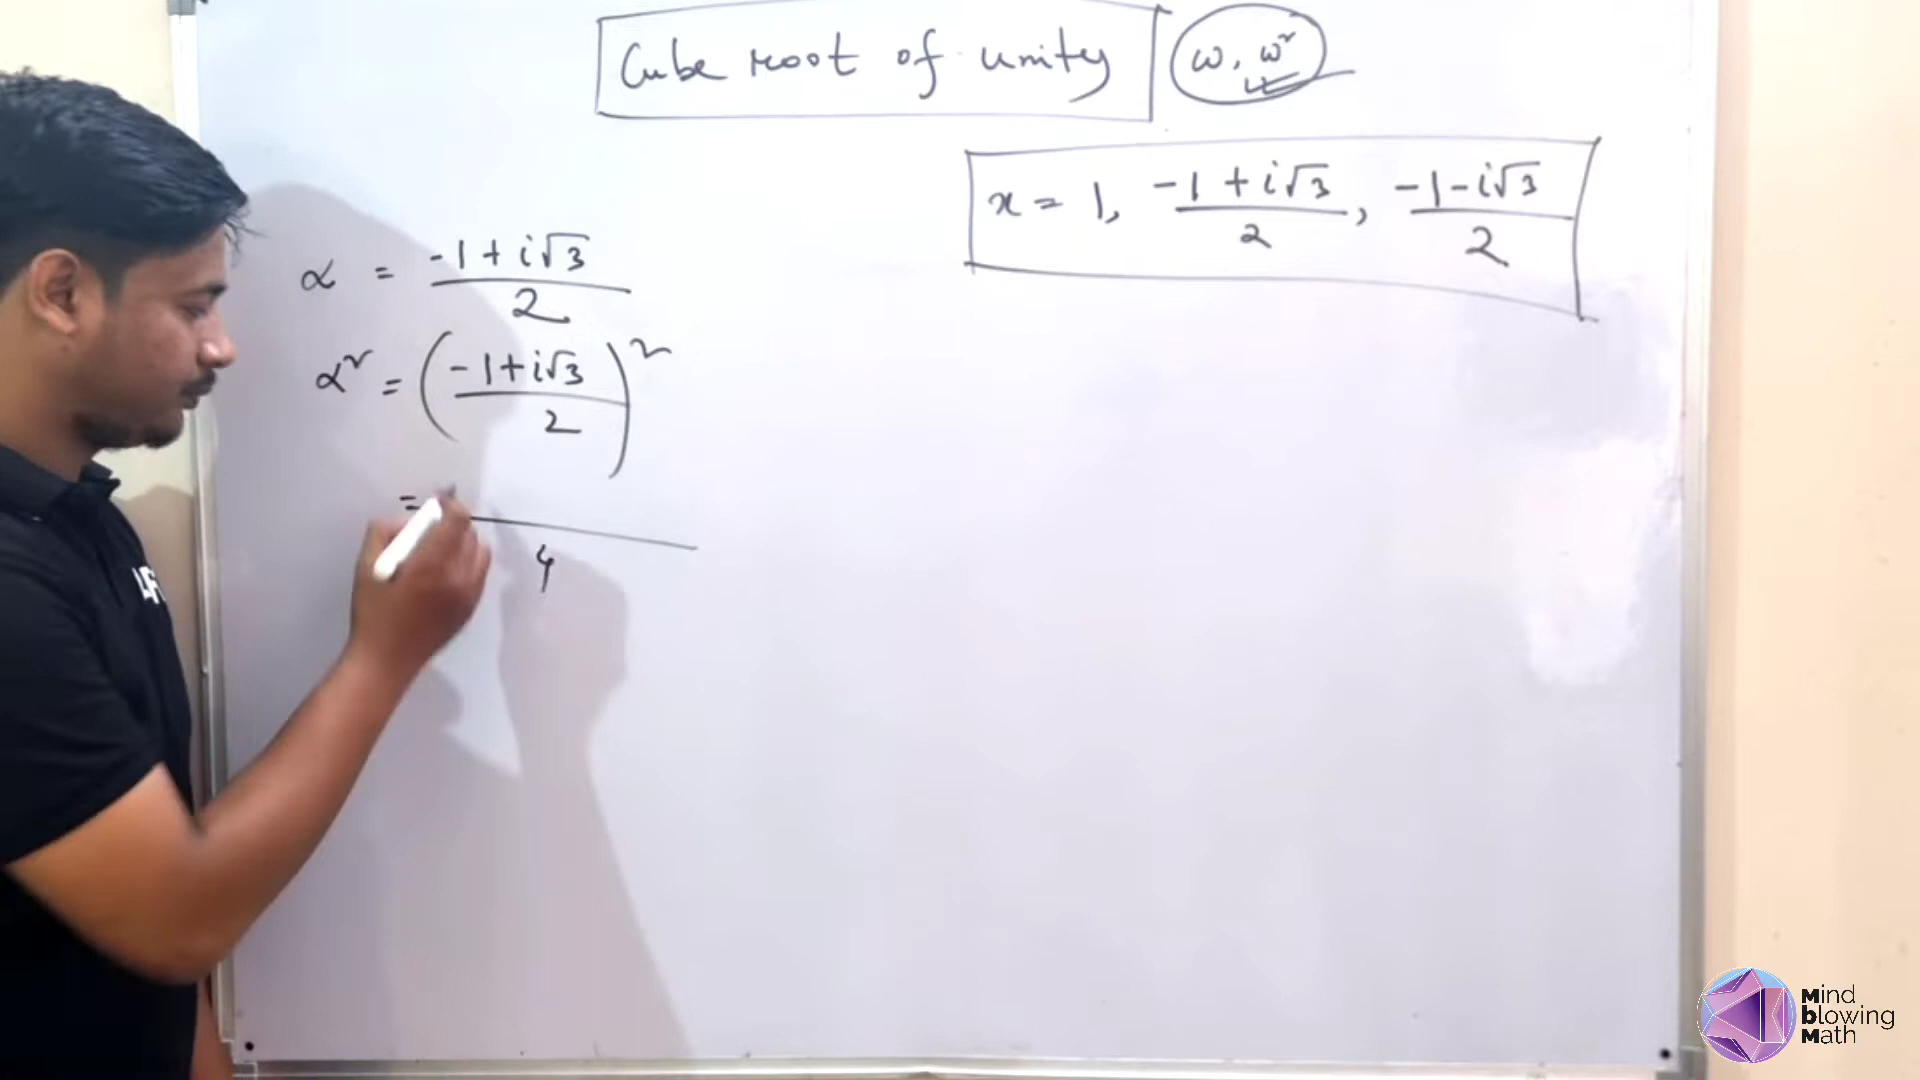 Cube root of unity ω, ω²
x = 1, (-1 + i√3)/2, (-1 - i√3)/2
α = (-1 + i√3)/2
α² = ((-1 + i√3)/2)²
= /4
Mind
blowing
Math